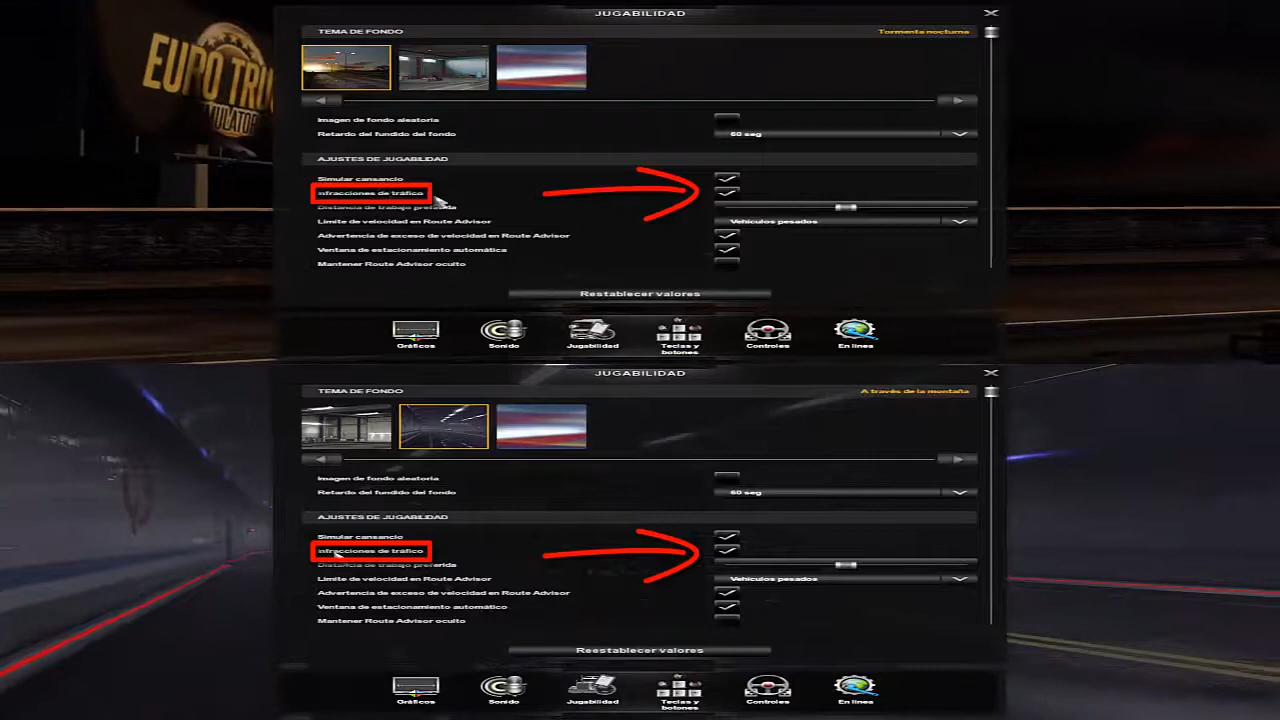 JUGABILIDAD
TEMA DE FONDO
Tormenta nocturna
EURO TRU
SIMULATOR
Imagen de fondo aleatoria
Retardo del fundido del fondo
60 seg
AJUSTES DE JUGABILIDAD
Simular cansancio
Infracciones de tráfico
Distancia de trabajo preferida
Límite de velocidad en Route Advisor
Vehículos pesados
Advertencia de exceso de velocidad en Route Advisor
Ventana de estacionamiento automática
Mantener Route Advisor oculto
Restablecer valores
Gráficos
Sonido
Jugabilidad
Teclas y
botones
Controles
En línea
JUGABILIDAD
TEMA DE FONDO
A través de la montaña
Imagen de fondo aleatoria
Retardo del fundido del fondo
60 seg
AJUSTES DE JUGABILIDAD
Simular cansancio
Infracciones de tráfico
Distancia de trabajo preferida
Límite de velocidad en Route Advisor
Vehículos pesados
Advertencia de exceso de velocidad en Route Advisor
Ventana de estacionamiento automático
Mantener Route Advisor oculto
Reestablecer valores
Gráficos
Sonido
Jugabilidad
Teclas y
botones
Controles
En línea